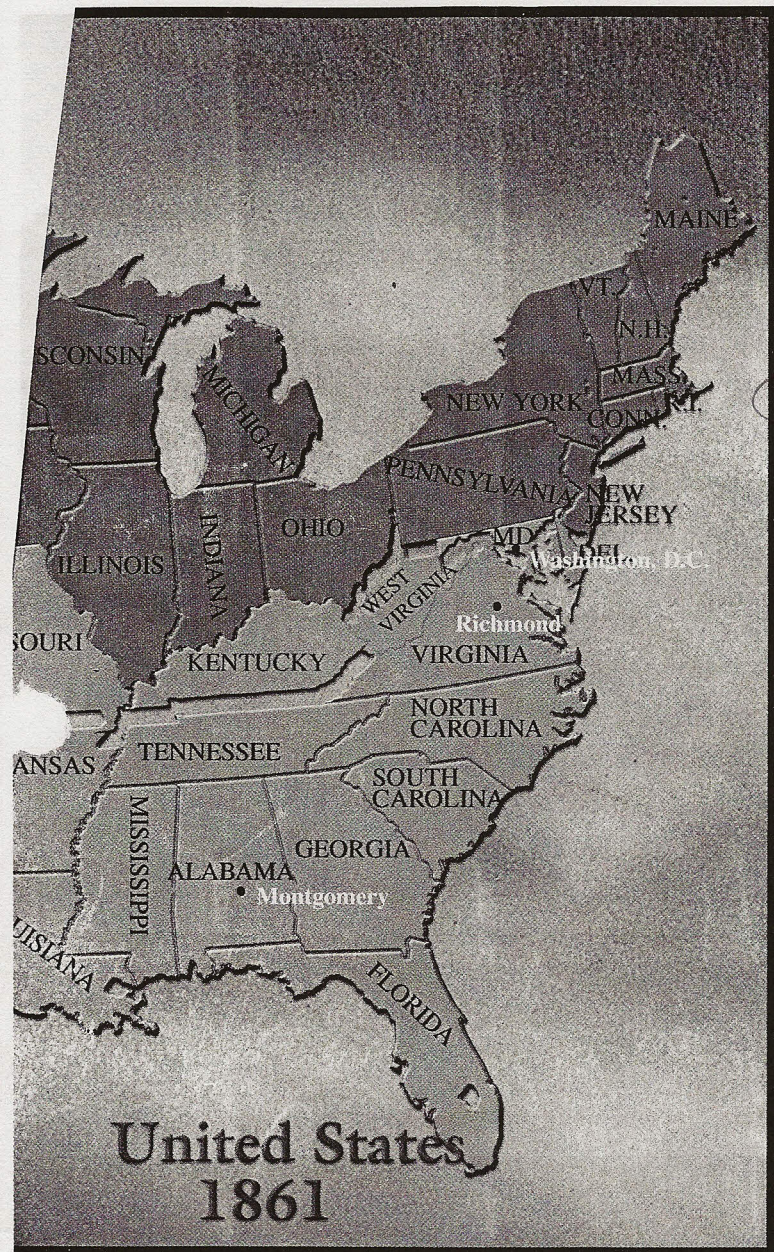 MAINE
VT.
N.H.
SCONSIN
MASS.
MICHIGAN
NEW YORK
R.I.
CONN.
PENNSYLVANIA
NEW
JERSEY
OHIO
INDIANA
MD.
DEL.
Washington, D.C.
ILLINOIS
WEST
VIRGINIA
Richmond
SOURI
KENTUCKY
VIRGINIA
NORTH
CAROLINA
TENNESSEE
ANSAS
SOUTH
CAROLINA
MISSISSIPPI
GEORGIA
ALABAMA
Montgomery
UISIANA
FLORIDA
United States
1861